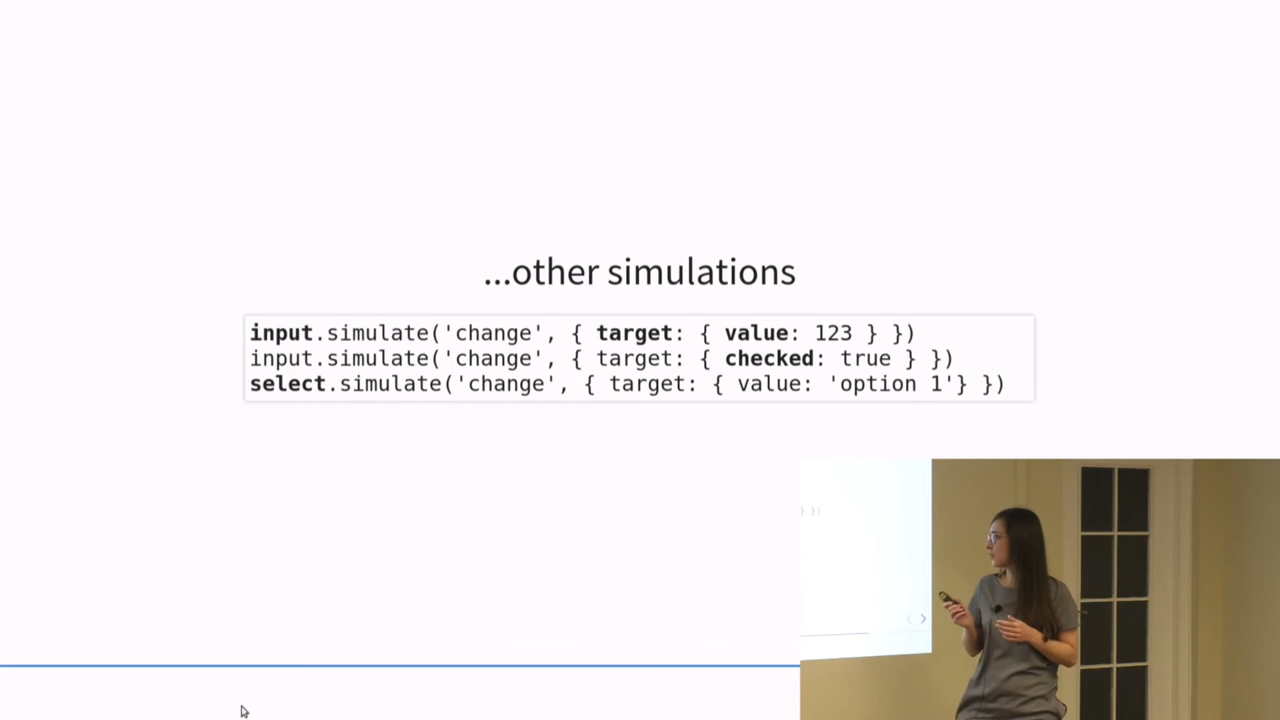 ...other simulations
input.simulate('change', { target: { value: 123 } })
input.simulate('change', { target: { checked: true } })
select.simulate('change', { target: { value: 'option 1'} })
} })